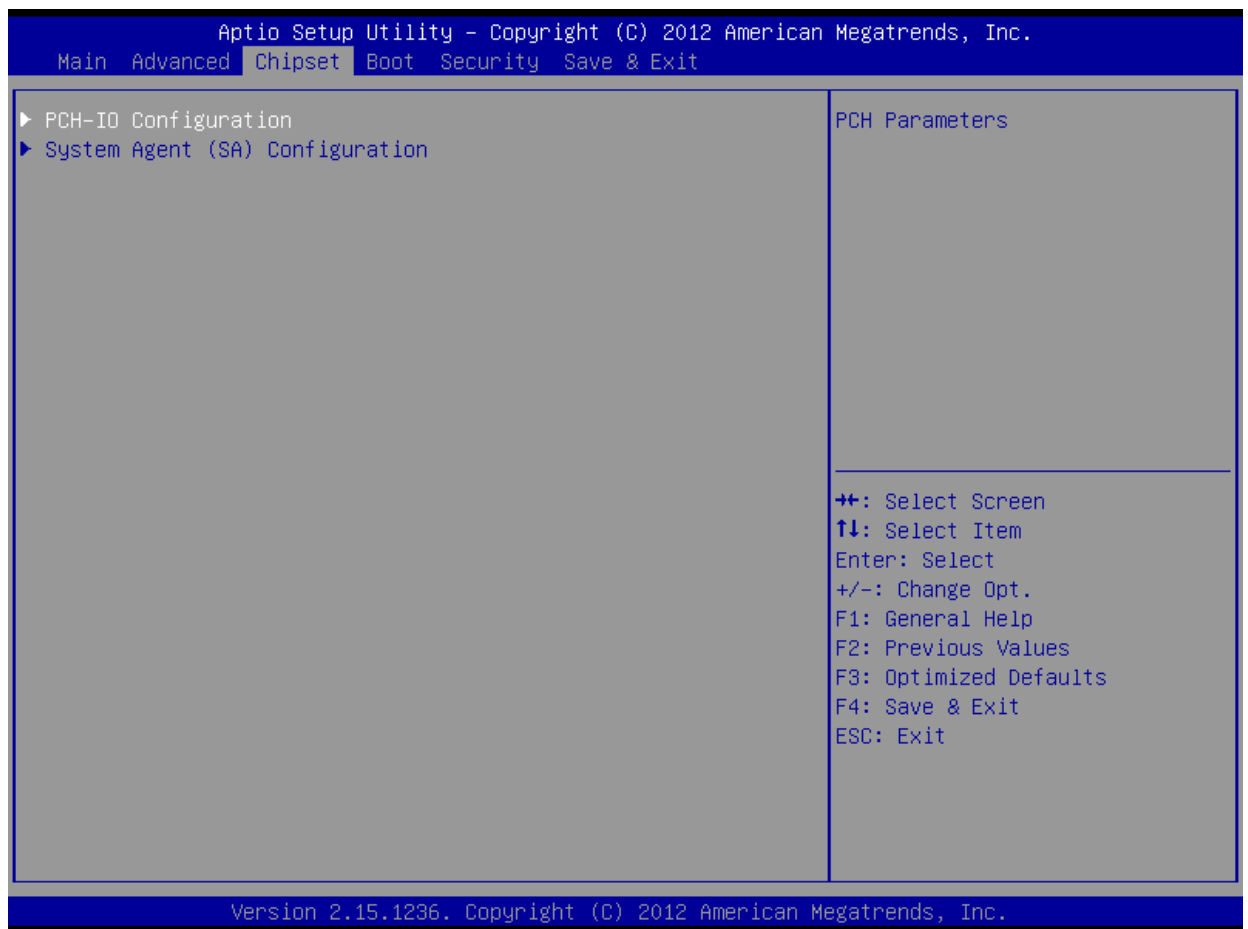 Aptio Setup Utility – Copyright (C) 2012 American Megatrends, Inc.
Main Advanced Chipset Boot Security Save & Exit
▶ PCH-IO Configuration
▶ System Agent (SA) Configuration
PCH Parameters
→←: Select Screen
↑↓: Select Item
Enter: Select
+/-: Change Opt.
F1: General Help
F2: Previous Values
F3: Optimized Defaults
F4: Save & Exit
ESC: Exit
Version 2.15.1236. Copyright (C) 2012 American Megatrends, Inc.